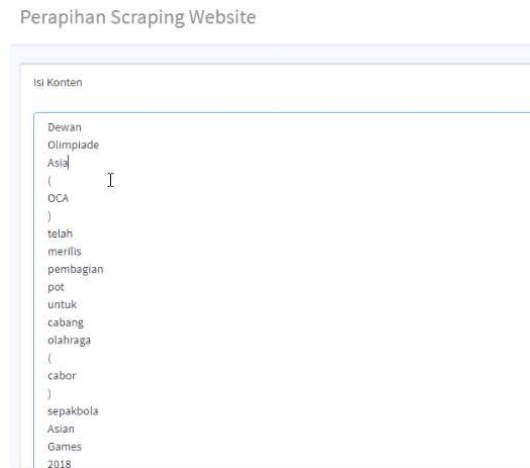 Perapihan Scraping Website
Isi Konten
Dewan
Olimpiade
Asia
(
OCA
)
telah
merilis
pembagian
pot
untuk
cabang
olahraga
(
cabor
)
sepakbola
Asian
Games
2018